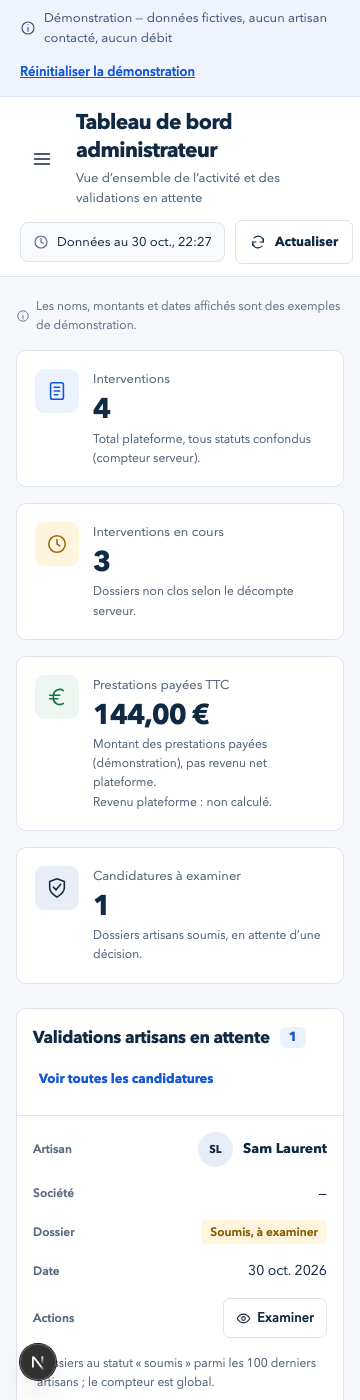 Démonstration — données fictives, aucun artisan
contacté, aucun débit
Réinitialiser la démonstration
Tableau de bord
administrateur
Vue d’ensemble de l’activité et des
validations en attente
Données au 30 oct., 22:27
Actualiser
Les noms, montants et dates affichés sont des exemples
de démonstration.
Interventions
4
Total plateforme, tous statuts confondus
(compteur serveur).
Interventions en cours
3
Dossiers non clos selon le décompte
serveur.
Prestations payées TTC
144,00 €
Montant des prestations payées
(démonstration), pas revenu net
plateforme.
Revenu plateforme : non calculé.
Candidatures à examiner
1
Dossiers artisans soumis, en attente d’une
décision.
Validations artisans en attente 1
Voir toutes les candidatures
Artisan SL Sam Laurent
Société —
Dossier Soumis, à examiner
Date 30 oct. 2026
Actions Examiner
N
au statut « soumis » parmi les 100 derniers
artisans ; le compteur est global.